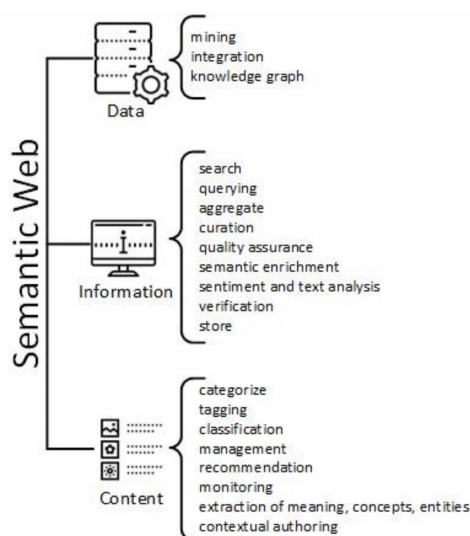 Semantic Web
mining
integration
knowledge graph
Data
search
querying
aggregate
curation
quality assurance
semantic enrichment
sentiment and text analysis
verification
store
i
Information
categorize
tagging
classification
management
recommendation
monitoring
extraction of meaning, concepts, entities
contextual authoring
Content